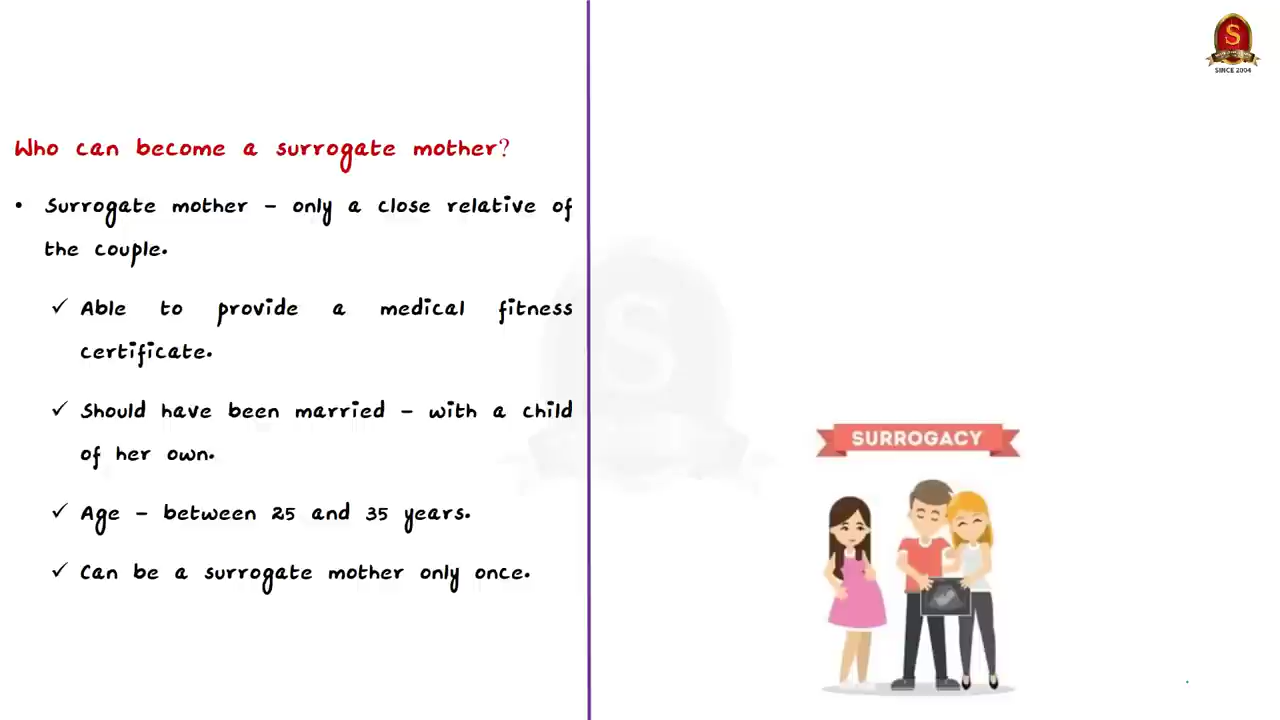 S
SINCE 2004
Who can become a surrogate mother?
• Surrogate mother – only a close relative of
the couple.
✓ Able to provide a medical fitness
certificate.
✓ Should have been married – with a child
of her own.
✓ Age – between 25 and 35 years.
✓ Can be a surrogate mother only once.
S
SURROGACY